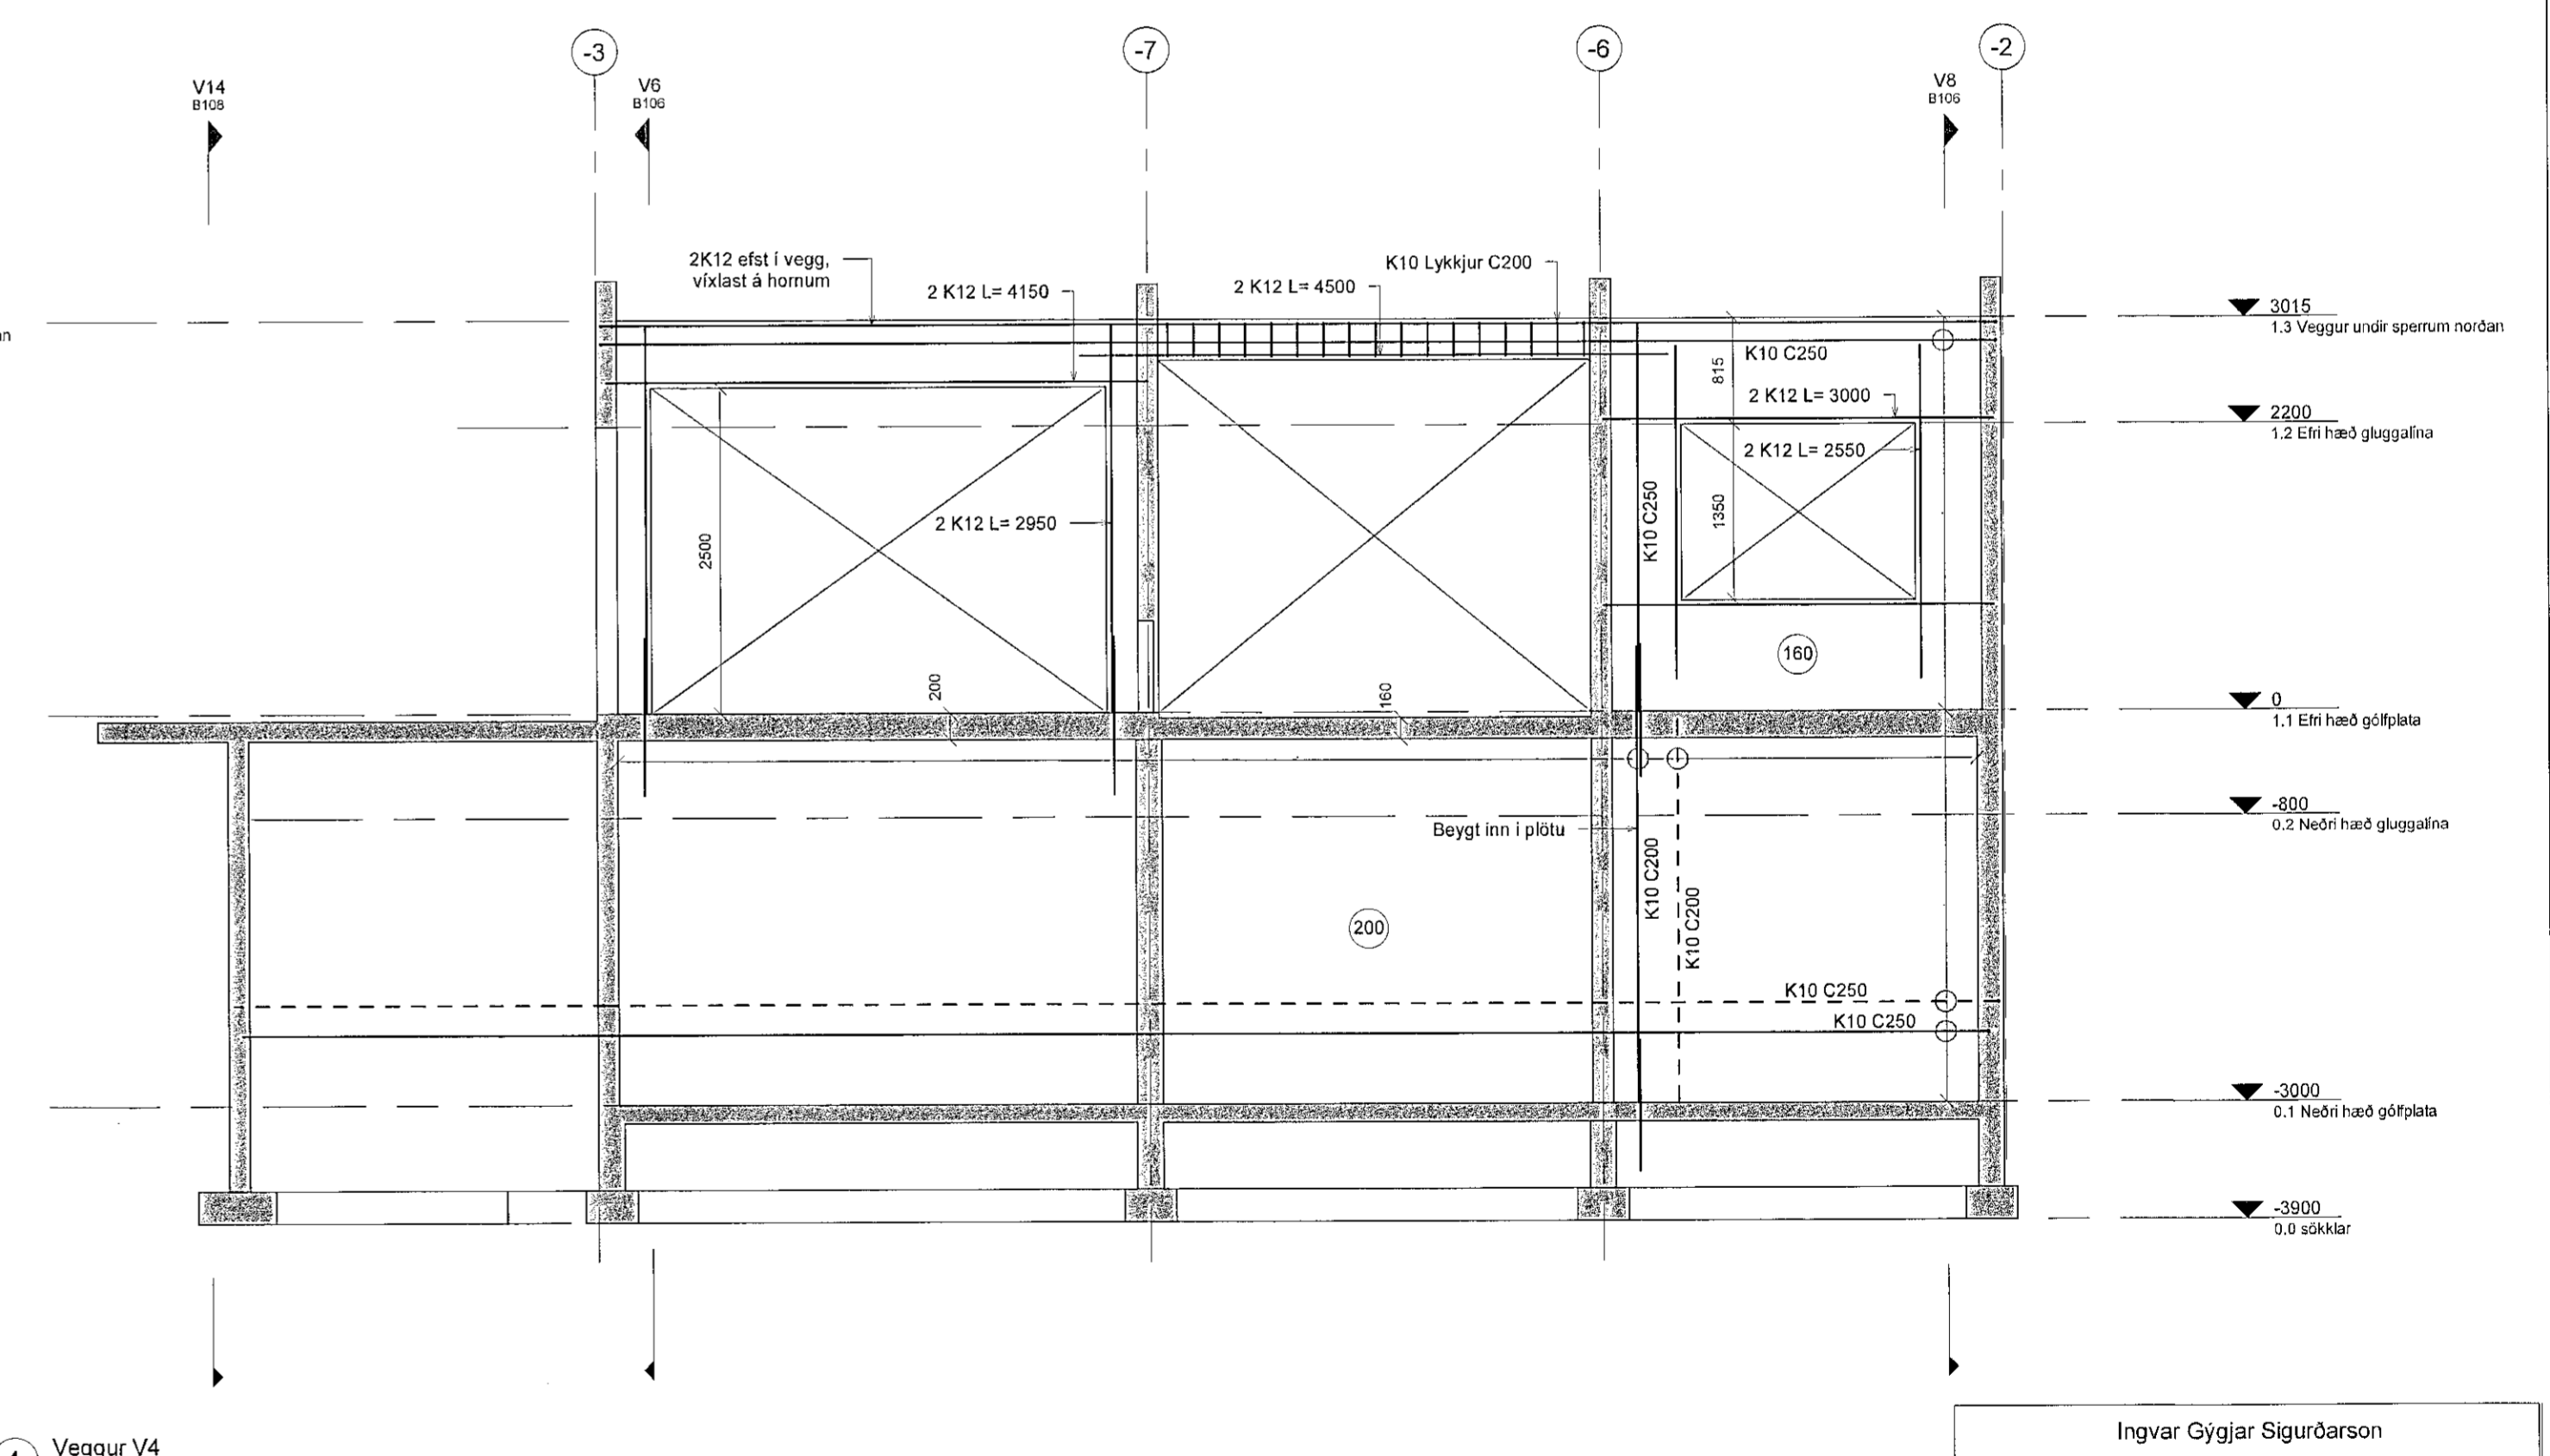 -3
-7
-6
-2
V14
B108
V6
B106
V8
B106
2K12 efst í vegg,
víxlast á hornum
2 K12 L= 4150
2 K12 L= 4500
K10 Lykkjur C200
3015
1.3 Veggur undir sperrum norðan
K10 C250
815
2 K12 L= 3000
2200
1.2 Efri hæð gluggalína
2 K12 L= 2550
K10 C250
1350
2 K12 L= 2950
2500
160
200
160
0
1.1 Efri hæð gólfplata
-800
0.2 Neðri hæð gluggalína
Beygt inn í plötu
K10 C200
K10 C200
200
K10 C250
K10 C250
-3000
0.1 Neðri hæð gólfplata
-3900
0.0 sökklar
Veggur V4
Ingvar Gýgjar Sigurðarson